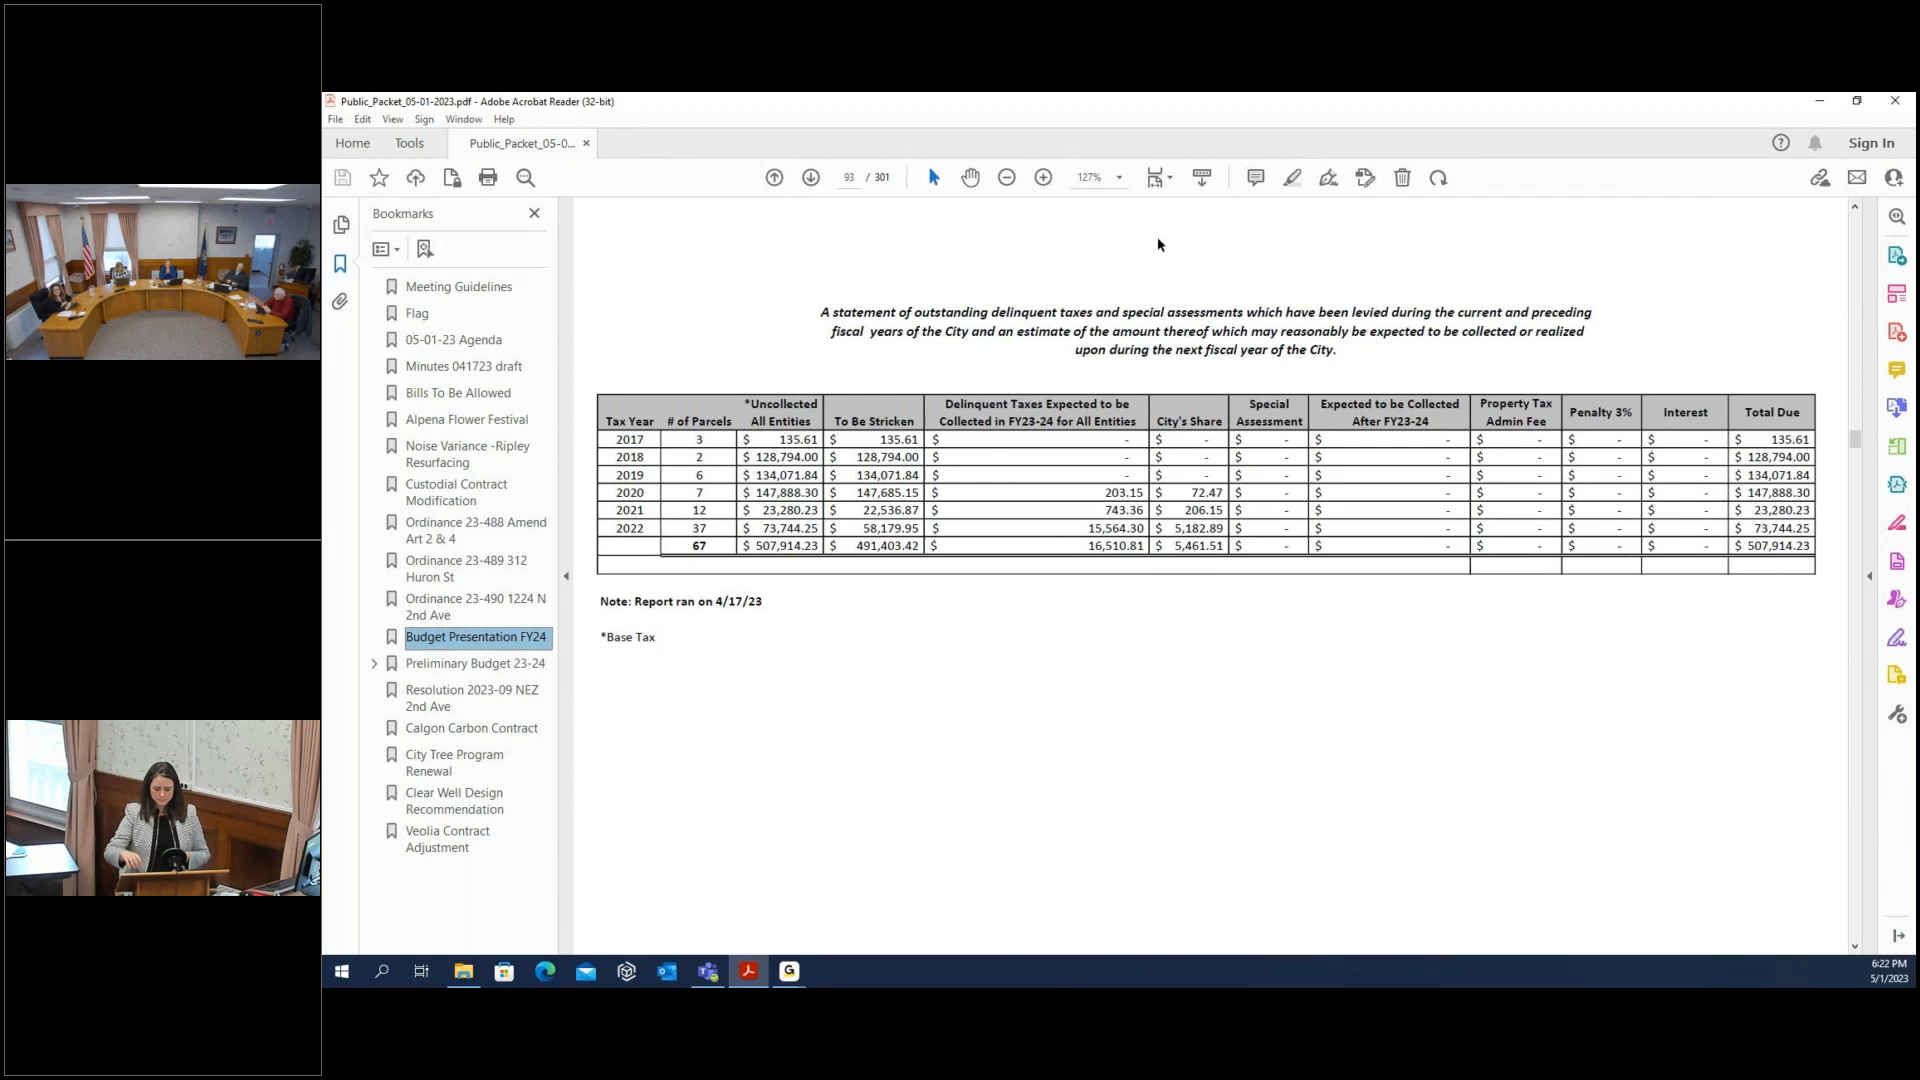 Public_Packet_05-01-2023.pdf - Adobe Acrobat Reader (32-bit)
File Edit View Sign Window Help
Home Tools Public_Packet_05-0... Sign In
93 / 301 127%
Bookmarks
Meeting Guidelines
Flag
05-01-23 Agenda
Minutes 041723 draft
Bills To Be Allowed
Alpena Flower Festival
Noise Variance -Ripley
Resurfacing
Custodial Contract
Modification
Ordinance 23-488 Amend
Art 2 & 4
Ordinance 23-489 312
Huron St
Ordinance 23-490 1224 N
2nd Ave
Budget Presentation FY24
Preliminary Budget 23-24
Resolution 2023-09 NEZ
2nd Ave
Calgon Carbon Contract
City Tree Program
Renewal
Clear Well Design
Recommendation
Veolia Contract
Adjustment
A statement of outstanding delinquent taxes and special assessments which have been levied during the current and preceding
fiscal years of the City and an estimate of the amount thereof which may reasonably be expected to be collected or realized
upon during the next fiscal year of the City.
*Uncollected Delinquent Taxes Expected to be Special Expected to be Collected Property Tax
Tax Year # of Parcels All Entities To Be Stricken Collected in FY23-24 for All Entities City's Share Assessment After FY23-24 Admin Fee Penalty 3% Interest Total Due
2017 3 $ 135.61 $ 135.61 $ - $ - $ - $ - $ - $ - $ - $ 135.61
2018 2 $ 128,794.00 $ 128,794.00 $ - $ - $ - $ - $ - $ - $ - $ 128,794.00
2019 6 $ 134,071.84 $ 134,071.84 $ - $ - $ - $ - $ - $ - $ - $ 134,071.84
2020 7 $ 147,888.30 $ 147,685.15 $ 203.15 $ 72.47 $ - $ - $ - $ - $ - $ 147,888.30
2021 12 $ 23,280.23 $ 22,536.87 $ 743.36 $ 206.15 $ - $ - $ - $ - $ - $ 23,280.23
2022 37 $ 73,744.25 $ 58,179.95 $ 15,564.30 $ 5,182.89 $ - $ - $ - $ - $ - $ 73,744.25
67 $ 507,914.23 $ 491,403.42 $ 16,510.81 $ 5,461.51 $ - $ - $ - $ - $ - $ 507,914.23
Note: Report ran on 4/17/23
*Base Tax
6:22 PM
5/1/2023